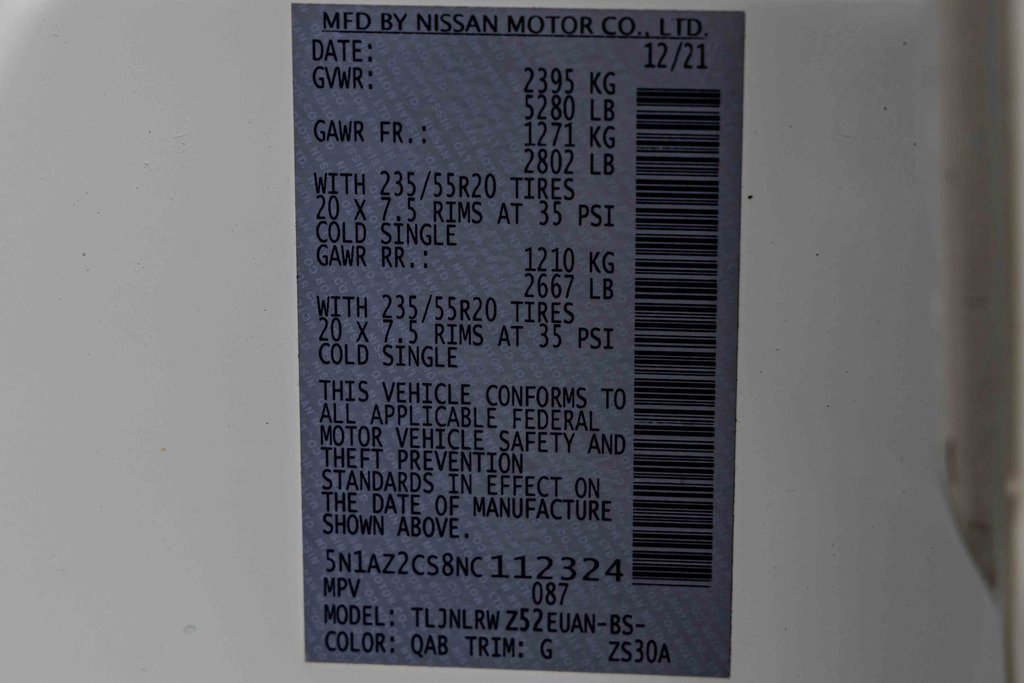 MFD BY NISSAN MOTOR CO., LTD.
DATE: 12/21
GVWR: 2395 KG
5280 LB
GAWR FR.: 1271 KG
2802 LB
WITH 235/55R20 TIRES
20 X 7.5 RIMS AT 35 PSI
COLD SINGLE
GAWR RR.: 1210 KG
2667 LB
WITH 235/55R20 TIRES
20 X 7.5 RIMS AT 35 PSI
COLD SINGLE
THIS VEHICLE CONFORMS TO
ALL APPLICABLE FEDERAL
MOTOR VEHICLE SAFETY AND
THEFT PREVENTION
STANDARDS IN EFFECT ON
THE DATE OF MANUFACTURE
SHOWN ABOVE.
5N1AZ2CS8NC112324
MPV 087
MODEL: TLJNLRW Z52EUAN-BS-
COLOR: QAB TRIM: G ZS30A